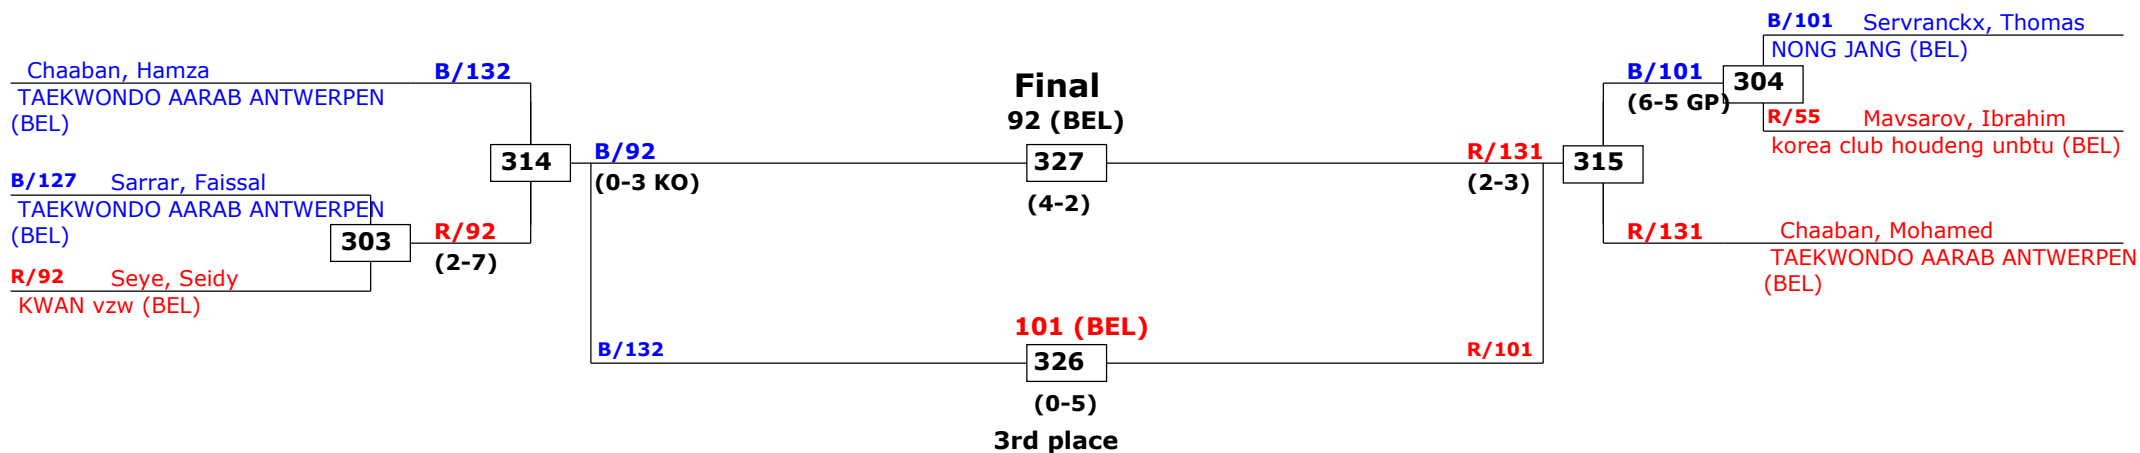 Chaaban, Hamza
B/132
TAEKWONDO AARAB ANTWERPEN
(BEL)
B/127 Sarrar, Faissal
TAEKWONDO AARAB ANTWERPEN
(BEL)
303
R/92 Seye, Seidy
KWAN vzw (BEL)
R/92
(2-7)
314
B/92
(0-3 KO)
B/132
Final
92 (BEL)
327
(4-2)
101 (BEL)
326
(0-5)
3rd place
R/131
(2-3)
R/101
315
B/101
(6-5 GP)
304
R/131
B/101 Servranckx, Thomas
NONG JANG (BEL)
R/55 Mavsarov, Ibrahim
korea club houdeng unbtu (BEL)
Chaaban, Mohamed
TAEKWONDO AARAB ANTWERPEN
(BEL)